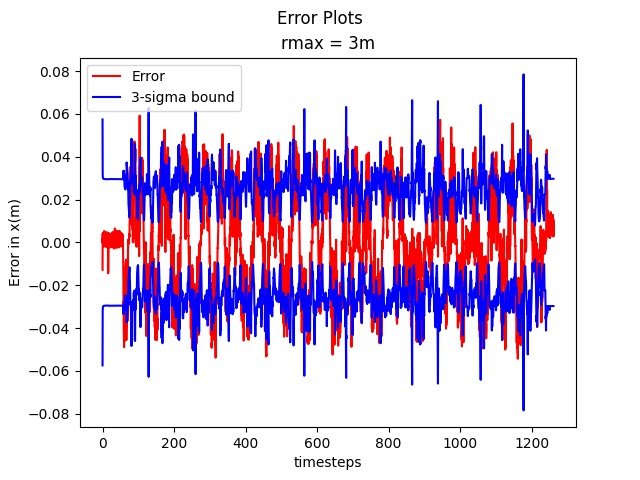 Error Plots
rmax = 3m
Error
3-sigma bound
0.08
0.06
0.04
0.02
0.00
−0.02
−0.04
−0.06
−0.08
Error in x(m)
0 200 400 600 800 1000 1200
timesteps